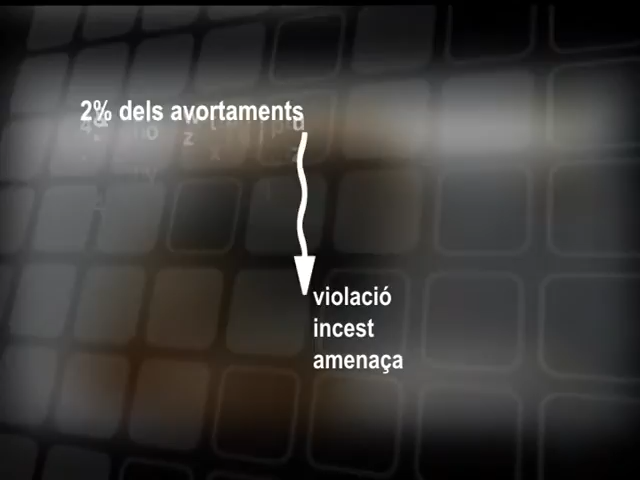 2% dels avortaments
violació
incest
amenaça